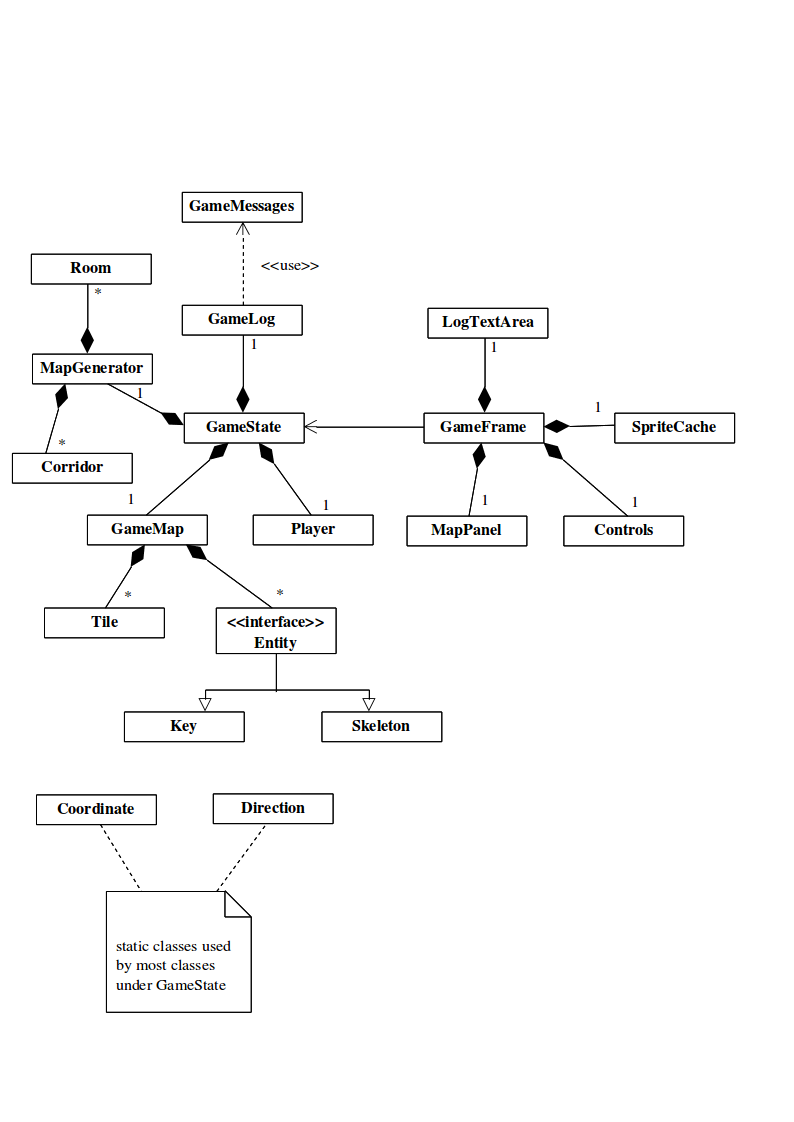 GameMessages
<<use>>
Room
*
GameLog
1
LogTextArea
1
MapGenerator
1
*
Corridor
GameState
GameFrame
1
SpriteCache
1
GameMap
1
Player
1
MapPanel
1
Controls
*
Tile
*
<<interface>>
Entity
Key
Skeleton
Coordinate
Direction
static classes used
by most classes
under GameState